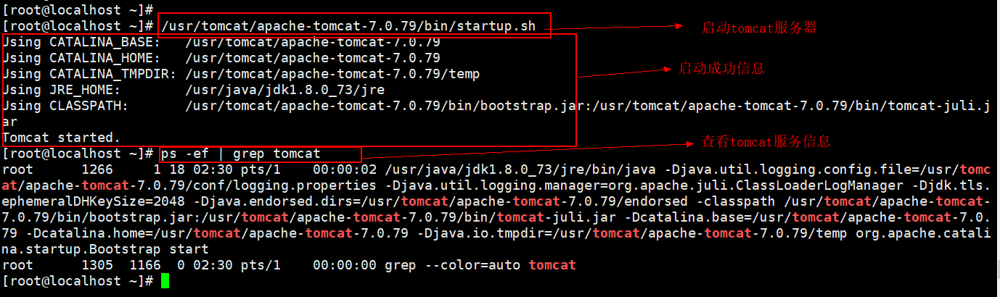 [root@localhost ~]#
[root@localhost ~]# /usr/tomcat/apache-tomcat-7.0.79/bin/startup.sh 启动tomcat服务器
Using CATALINA_BASE:   /usr/tomcat/apache-tomcat-7.0.79
Using CATALINA_HOME:   /usr/tomcat/apache-tomcat-7.0.79
Using CATALINA_TMPDIR: /usr/tomcat/apache-tomcat-7.0.79/temp 启动成功信息
Using JRE_HOME:        /usr/java/jdk1.8.0_73/jre
Using CLASSPATH:       /usr/tomcat/apache-tomcat-7.0.79/bin/bootstrap.jar:/usr/tomcat/apache-tomcat-7.0.79/bin/tomcat-juli.j
ar
Tomcat started. 查看tomcat服务信息
[root@localhost ~]# ps -ef | grep tomcat
root      1266     1 18 02:30 pts/1    00:00:02 /usr/java/jdk1.8.0_73/jre/bin/java -Djava.util.logging.config.file=/usr/tomc
at/apache-tomcat-7.0.79/conf/logging.properties -Djava.util.logging.manager=org.apache.juli.ClassLoaderLogManager -Djdk.tls.
ephemeralDHKeySize=2048 -Djava.endorsed.dirs=/usr/tomcat/apache-tomcat-7.0.79/endorsed -classpath /usr/tomcat/apache-tomcat-
7.0.79/bin/bootstrap.jar:/usr/tomcat/apache-tomcat-7.0.79/bin/tomcat-juli.jar -Dcatalina.base=/usr/tomcat/apache-tomcat-7.0.
79 -Dcatalina.home=/usr/tomcat/apache-tomcat-7.0.79 -Djava.io.tmpdir=/usr/tomcat/apache-tomcat-7.0.79/temp org.apache.catali
na.startup.Bootstrap start
root      1305  1166  0 02:30 pts/1    00:00:00 grep --color=auto tomcat
[root@localhost ~]#